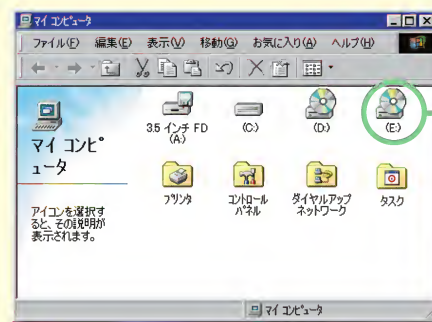 マイ コンピュータ
ファイル(F) 編集(E) 表示(V) 移動(G) お気に入り(A) ヘルプ(H)
マイ コンピ
ュータ
アイコンを選択す
ると、その説明が
表示されます。
3.5 インチ FD
(A:)
(C:)
(D:)
(E:)
プリンタ
コントロール
パネル
ダイヤルアップ
ネットワーク
タスク
マイ コンピュータ